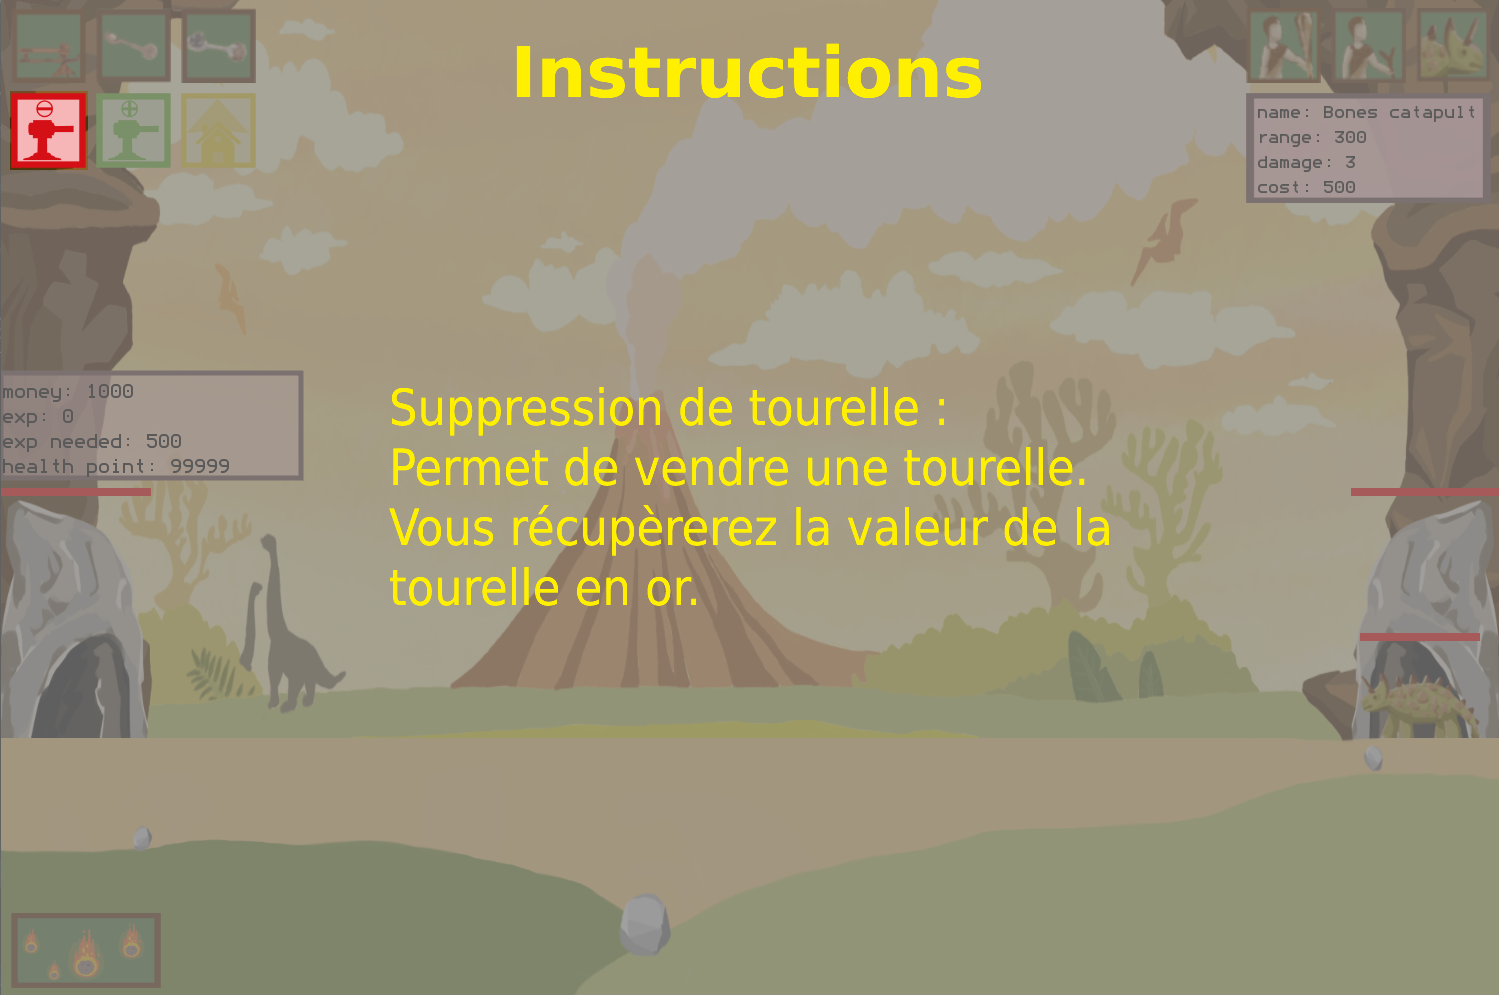 Instructions
name: Bones catapult
range: 300
damage: 3
cost: 500
money: 1000
exp: 0
exp needed: 500
health point: 99999
Suppression de tourelle :
Permet de vendre une tourelle.
Vous récupèrerez la valeur de la
tourelle en or.